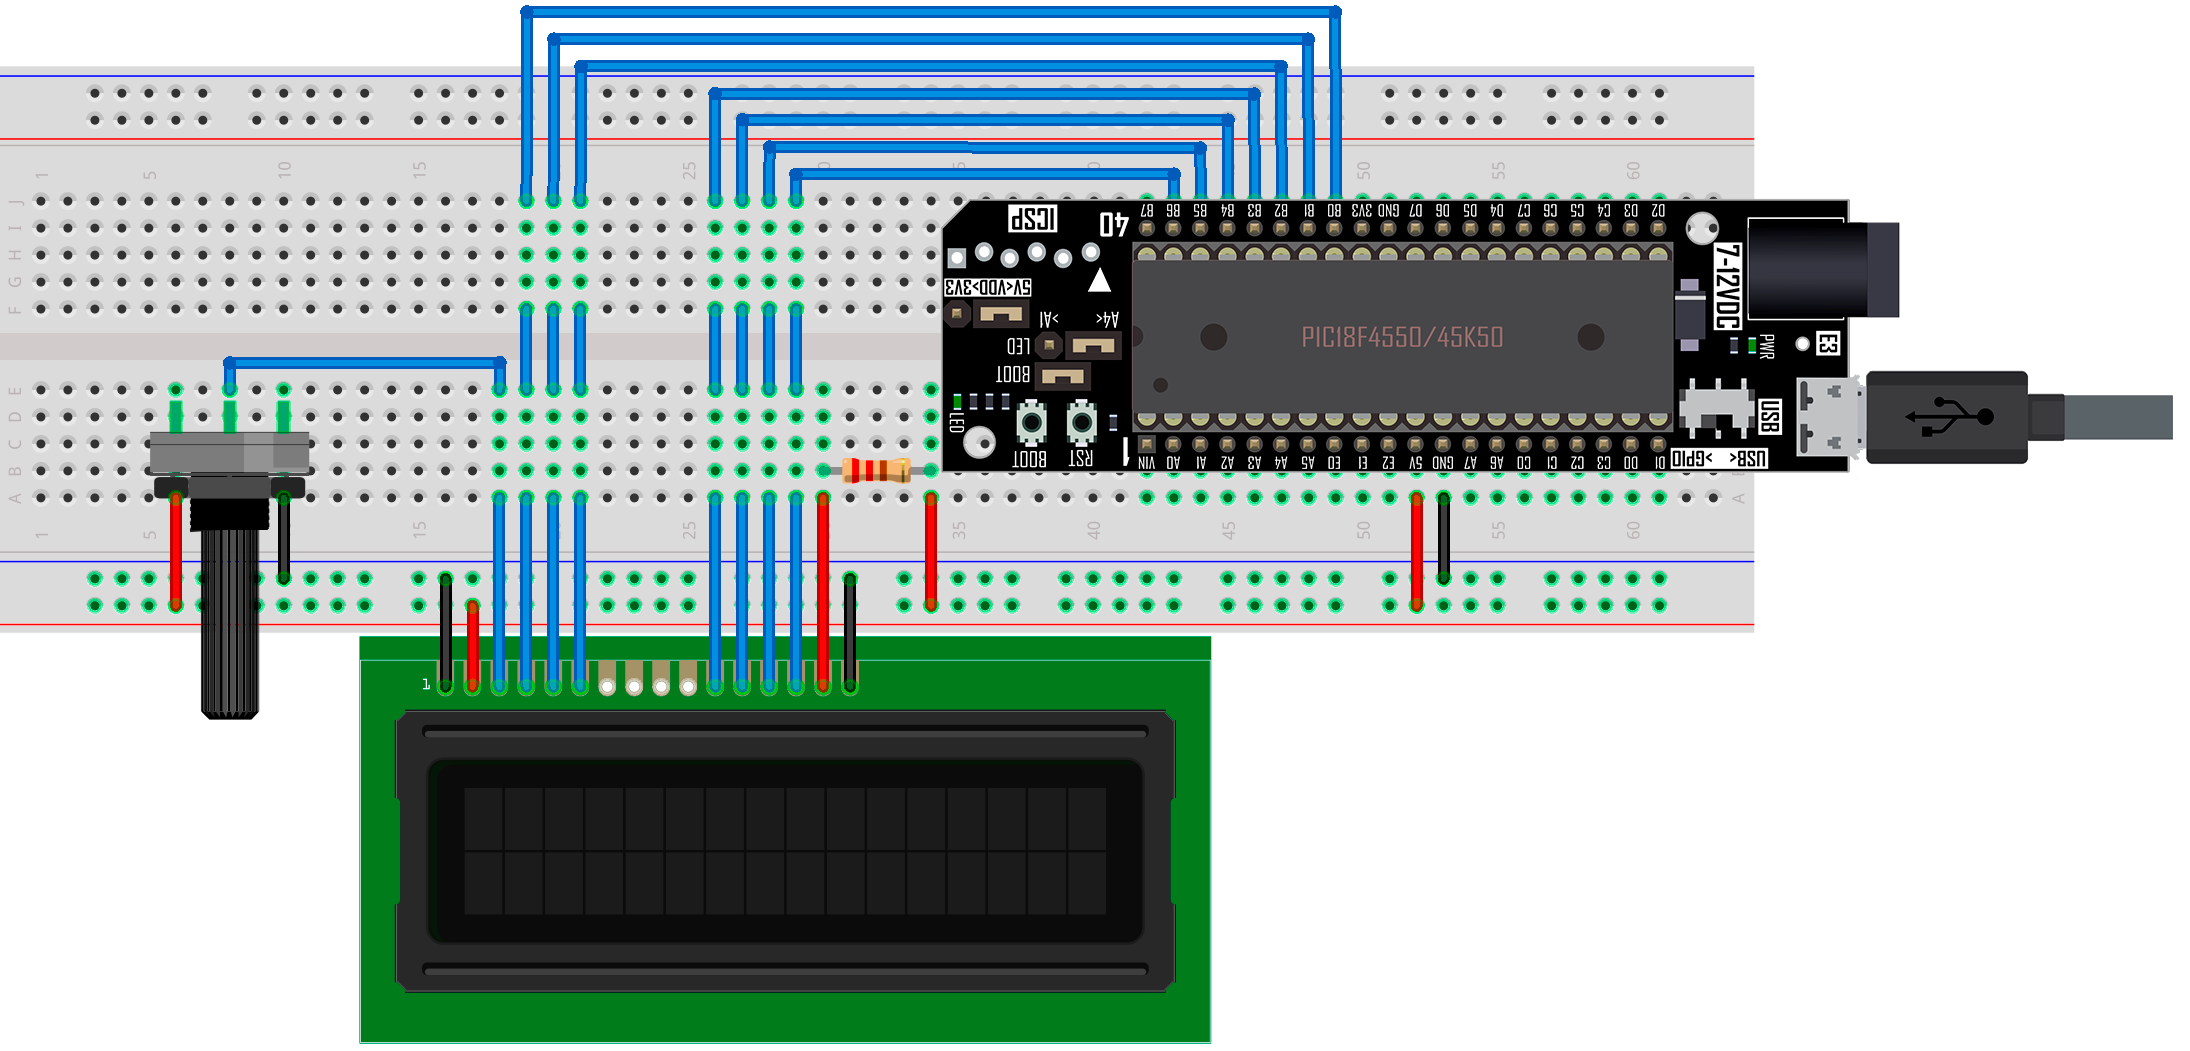 1 5 10 15 25 40 50 55 60
J
I
H
G
F
E
D
C
B
A
ICSP
40
B7 B6 B5 B4 B3 B2 B1 B0 3V3 GND D7 D6 D5 D4 C7 C6 C5 C4 D3 D2
5V<VDD>3V3
LED >A1 A4<
BOOT
LED
BOOT
RST
1
PIC18F4550/45K50
7-12VDC
PWR
E3
USB
GPIO< >USB
VIN A0 A1 A2 A3 A4 A5 E0 E1 E2 5V GND A7 A6 C0 C1 C2 C3 D0 D1
A
1 5 15 25 35 40 45 50 55 60
1